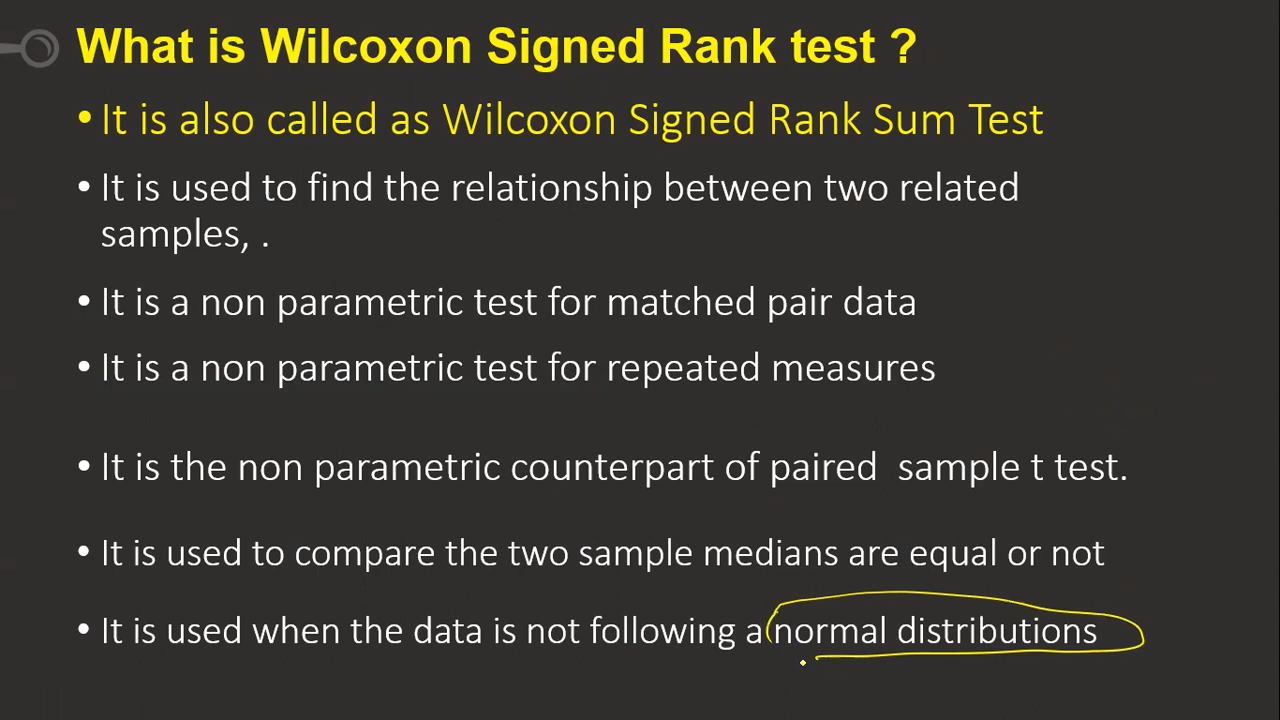 What is Wilcoxon Signed Rank test ?
• It is also called as Wilcoxon Signed Rank Sum Test
• It is used to find the relationship between two related
samples, .
• It is a non parametric test for matched pair data
• It is a non parametric test for repeated measures
• It is the non parametric counterpart of paired  sample t test.
• It is used to compare the two sample medians are equal or not
• It is used when the data is not following a normal distributions